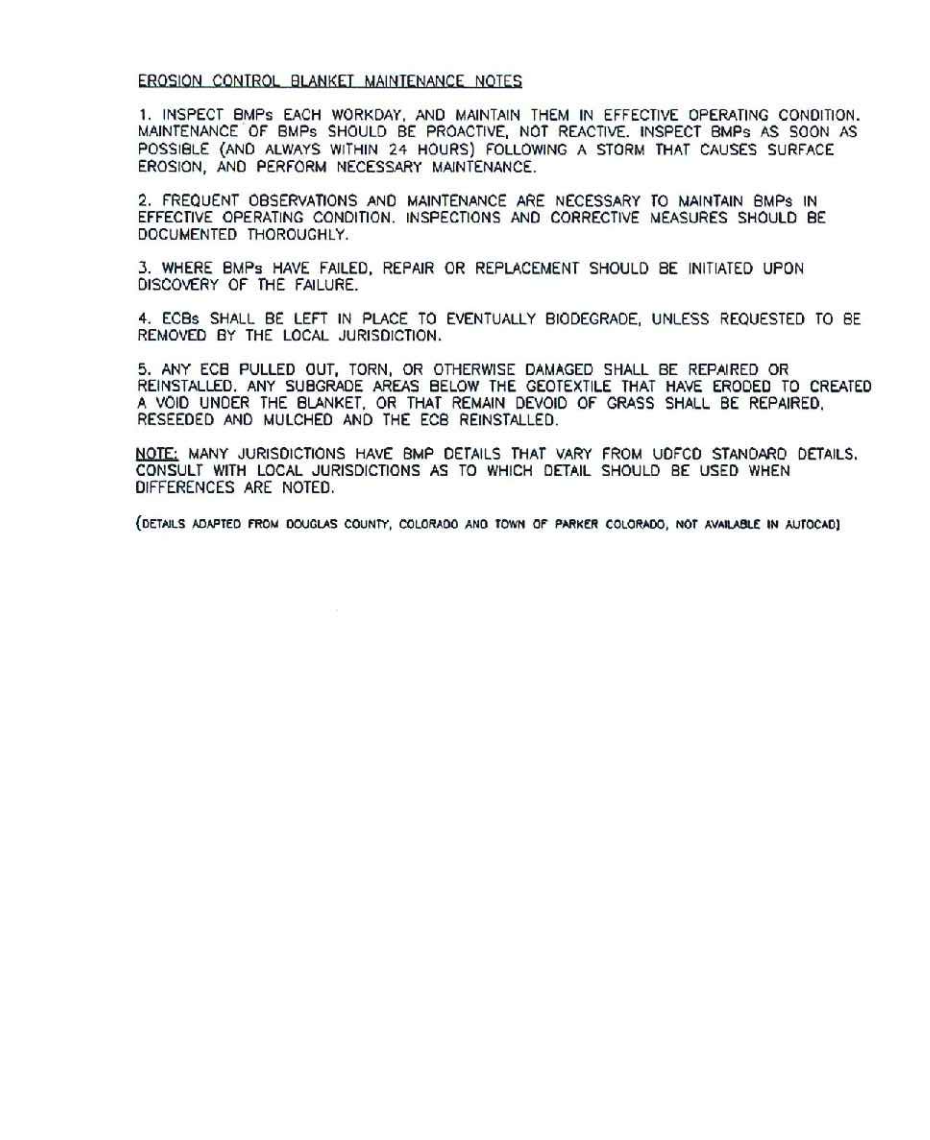 EROSION CONTROL BLANKET MAINTENANCE NOTES
1. INSPECT BMPs EACH WORKDAY, AND MAINTAIN THEM IN EFFECTIVE OPERATING CONDITION.
MAINTENANCE OF BMPs SHOULD BE PROACTIVE, NOT REACTIVE. INSPECT BMPs AS SOON AS
POSSIBLE (AND ALWAYS WITHIN 24 HOURS) FOLLOWING A STORM THAT CAUSES SURFACE
EROSION, AND PERFORM NECESSARY MAINTENANCE.
2. FREQUENT OBSERVATIONS AND MAINTENANCE ARE NECESSARY TO MAINTAIN BMPs IN
EFFECTIVE OPERATING CONDITION. INSPECTIONS AND CORRECTIVE MEASURES SHOULD BE
DOCUMENTED THOROUGHLY.
3. WHERE BMPs HAVE FAILED, REPAIR OR REPLACEMENT SHOULD BE INITIATED UPON
DISCOVERY OF THE FAILURE.
4. ECBs SHALL BE LEFT IN PLACE TO EVENTUALLY BIODEGRADE, UNLESS REQUESTED TO BE
REMOVED BY THE LOCAL JURISDICTION.
5. ANY ECB PULLED OUT, TORN, OR OTHERWISE DAMAGED SHALL BE REPAIRED OR
REINSTALLED. ANY SUBGRADE AREAS BELOW THE GEOTEXTILE THAT HAVE ERODED TO CREATED
A VOID UNDER THE BLANKET, OR THAT REMAIN DEVOID OF GRASS SHALL BE REPAIRED,
RESEEDED AND MULCHED AND THE ECB REINSTALLED.
NOTE: MANY JURISDICTIONS HAVE BMP DETAILS THAT VARY FROM UDFCD STANDARD DETAILS.
CONSULT WITH LOCAL JURISDICTIONS AS TO WHICH DETAIL SHOULD BE USED WHEN
DIFFERENCES ARE NOTED.
(DETAILS ADAPTED FROM DOUGLAS COUNTY, COLORADO AND TOWN OF PARKER COLORADO, NOT AVAILABLE IN AUTOCAD)